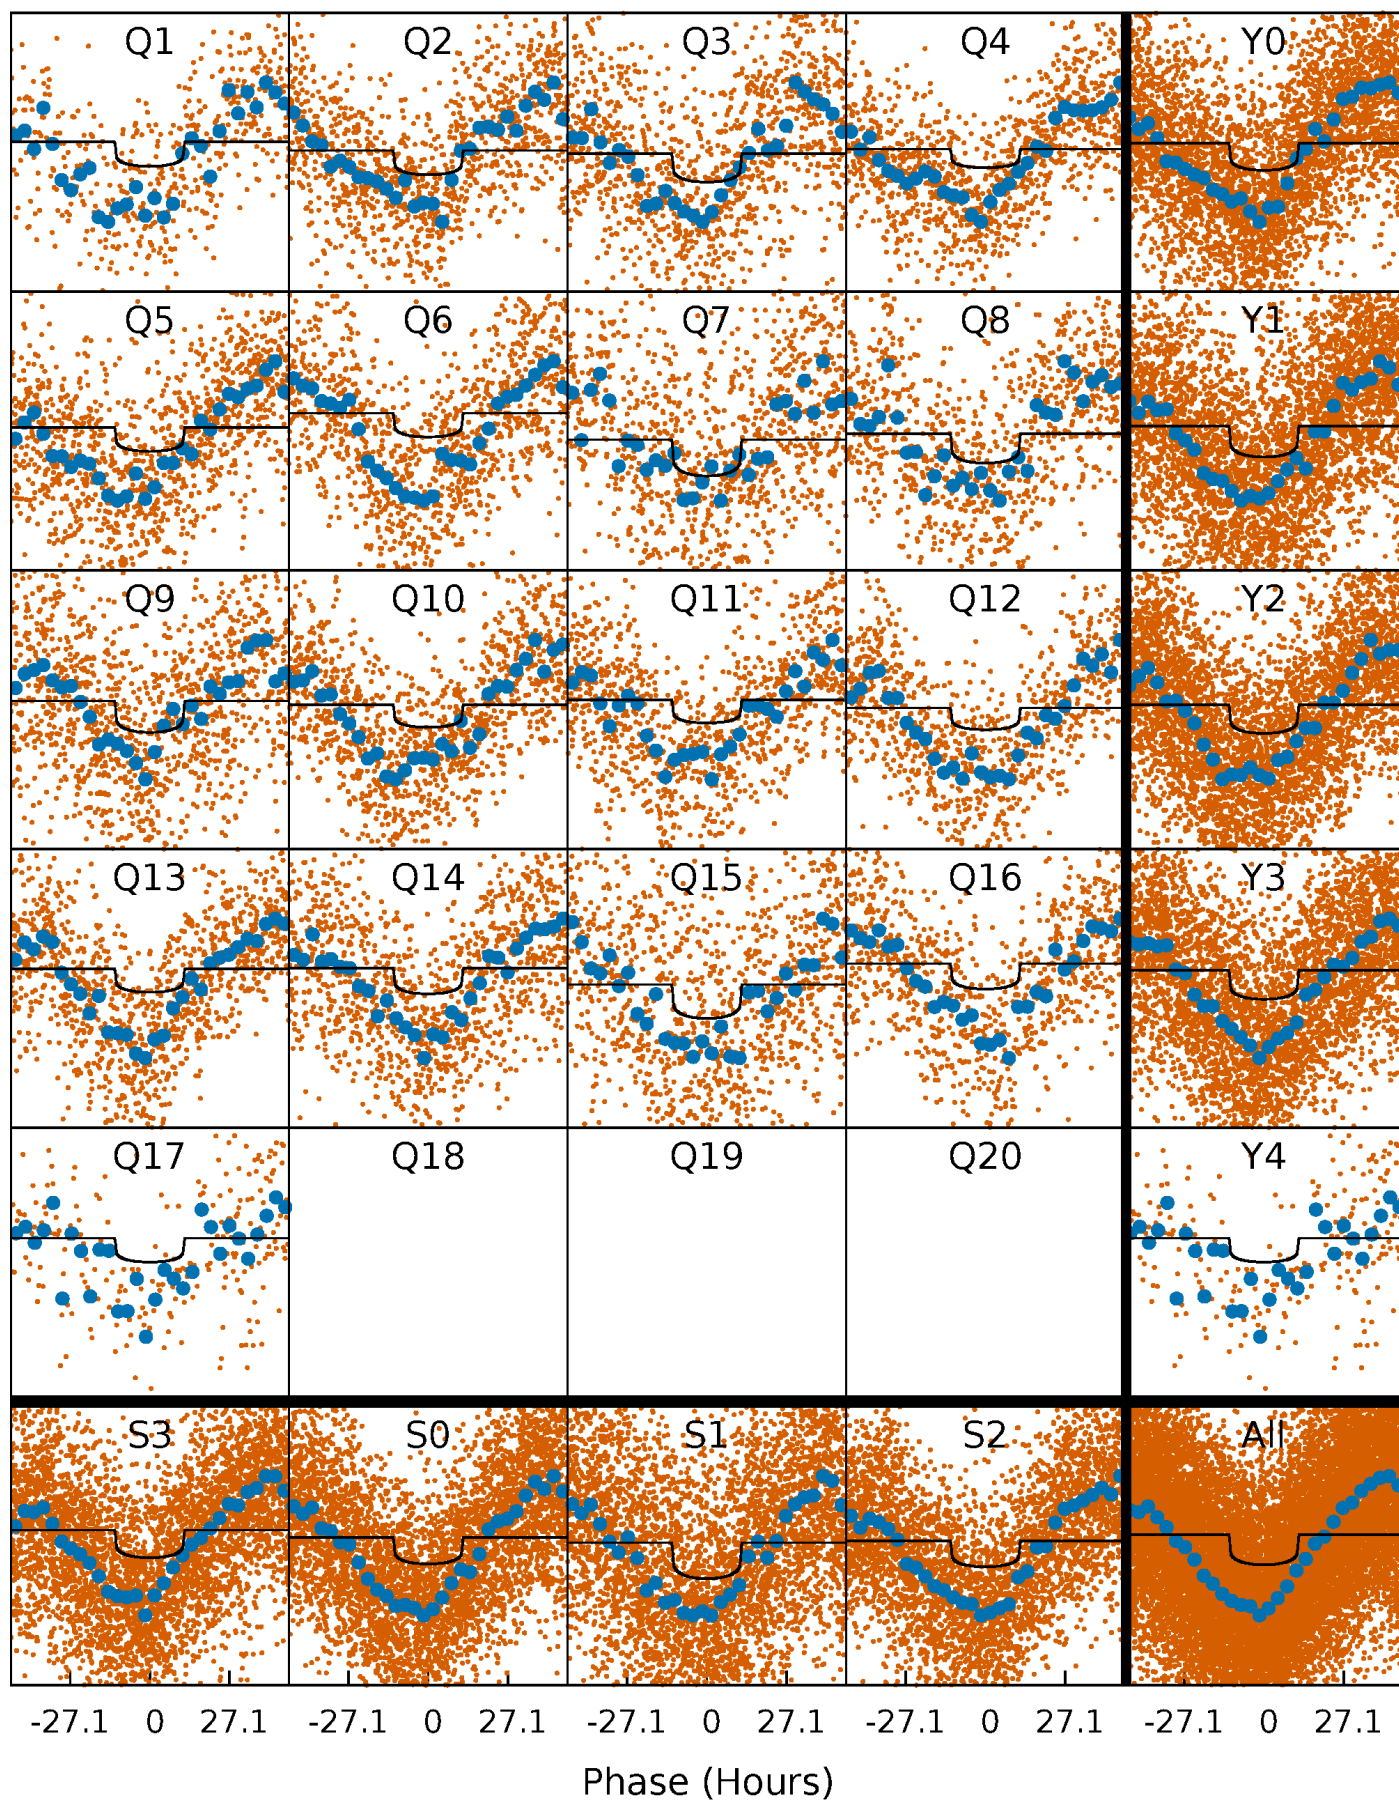 Q1 Q2 Q3 Q4 Y0
Q5 Q6 Q7 Q8 Y1
Q9 Q10 Q11 Q12 Y2
Q13 Q14 Q15 Q16 Y3
Q17 Q18 Q19 Q20 Y4
S3 S0 S1 S2 All
-27.1 0 27.1 -27.1 0 27.1 -27.1 0 27.1 -27.1 0 27.1 -27.1 0 27.1
Phase (Hours)